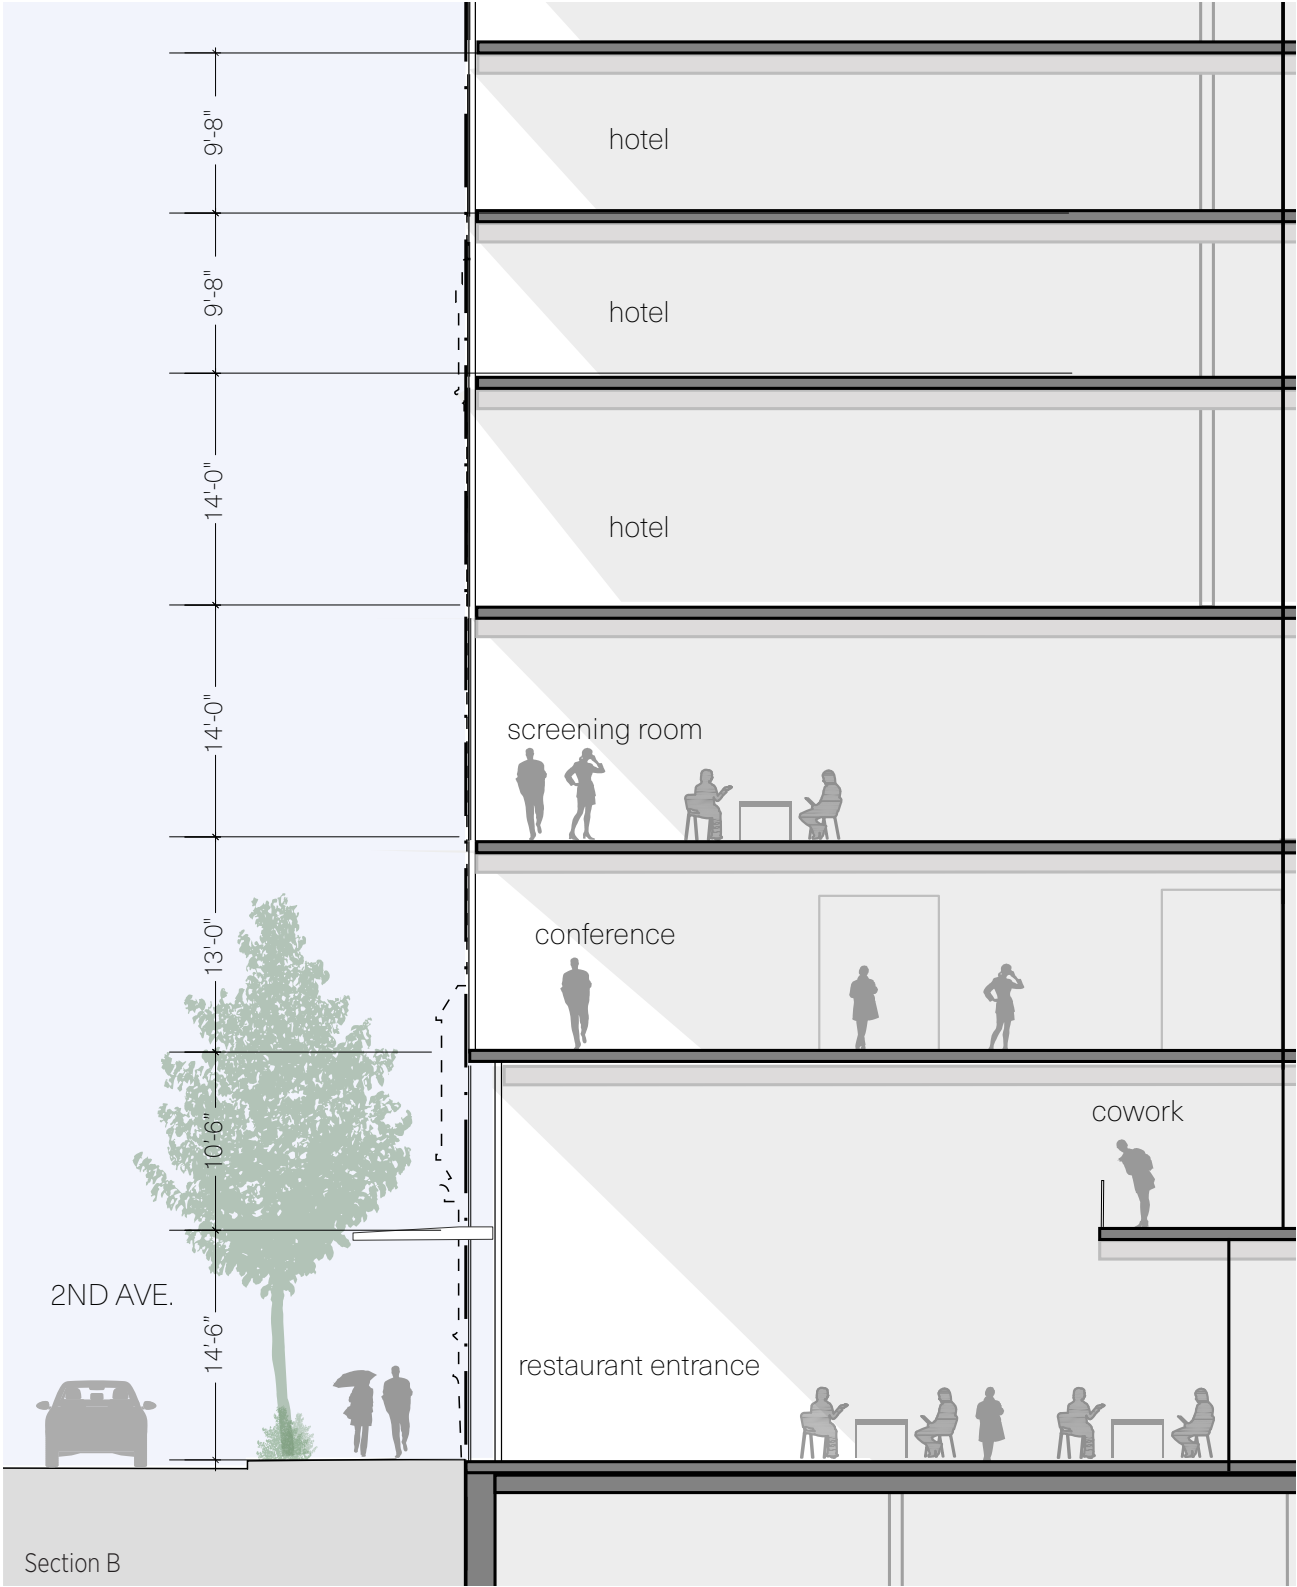 9'-8"
hotel
9'-8"
hotel
14'-0"
hotel
14'-0"
screening room
13'-0"
conference
10'-6"
cowork
2ND AVE.
14'-6"
restaurant entrance
Section B